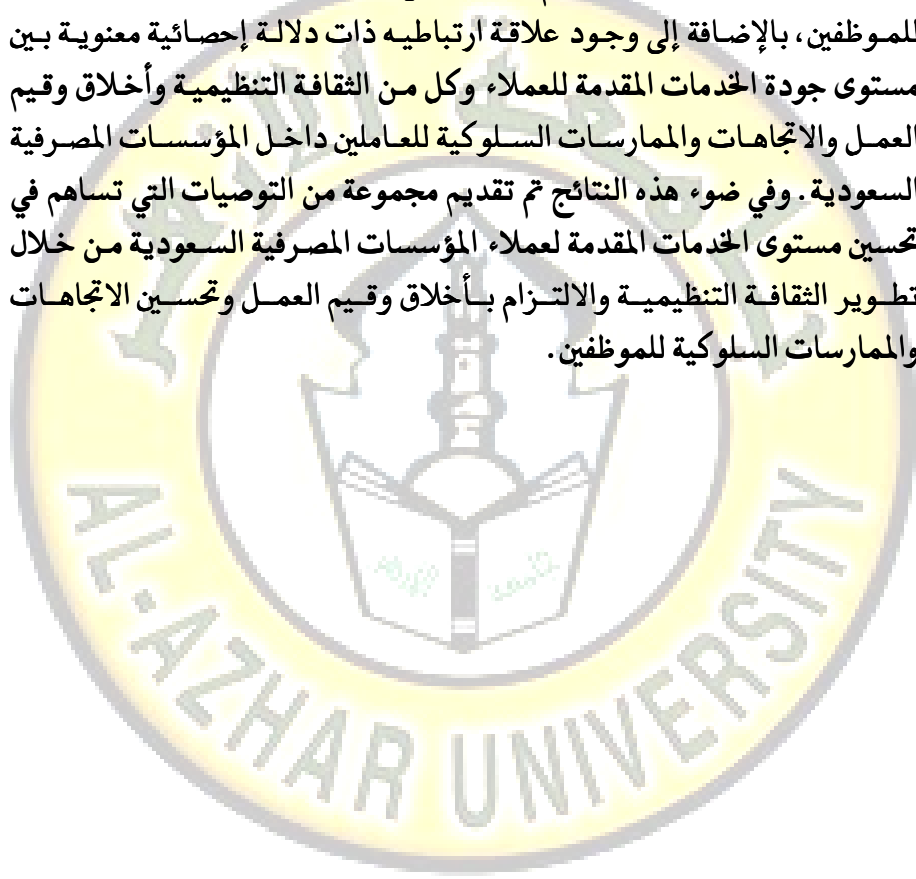 للموظفين، بالإضافة إلى وجود علاقة ارتباطيه ذات دلالة إحصائية معنوية بين
مستوى جودة الخدمات المقدمة للعملاء وكل من الثقافة التنظيمية وأخلاق وقيم
العمل والاتجاهات والممارسات السلوكية للعاملين داخل المؤسسات المصرفية
السعودية. وفي ضوء هذه النتائج تم تقديم مجموعة من التوصيات التي تساهم في
تحسين مستوى الخدمات المقدمة لعملاء المؤسسات المصرفية السعودية من خلال
تطوير الثقافة التنظيمية والالتزام بأخلاق وقيم العمل وتحسين الاتجاهات
والممارسات السلوكية للموظفين.
جامعة الأزهر
AL-AZHAR UNIVERSITY